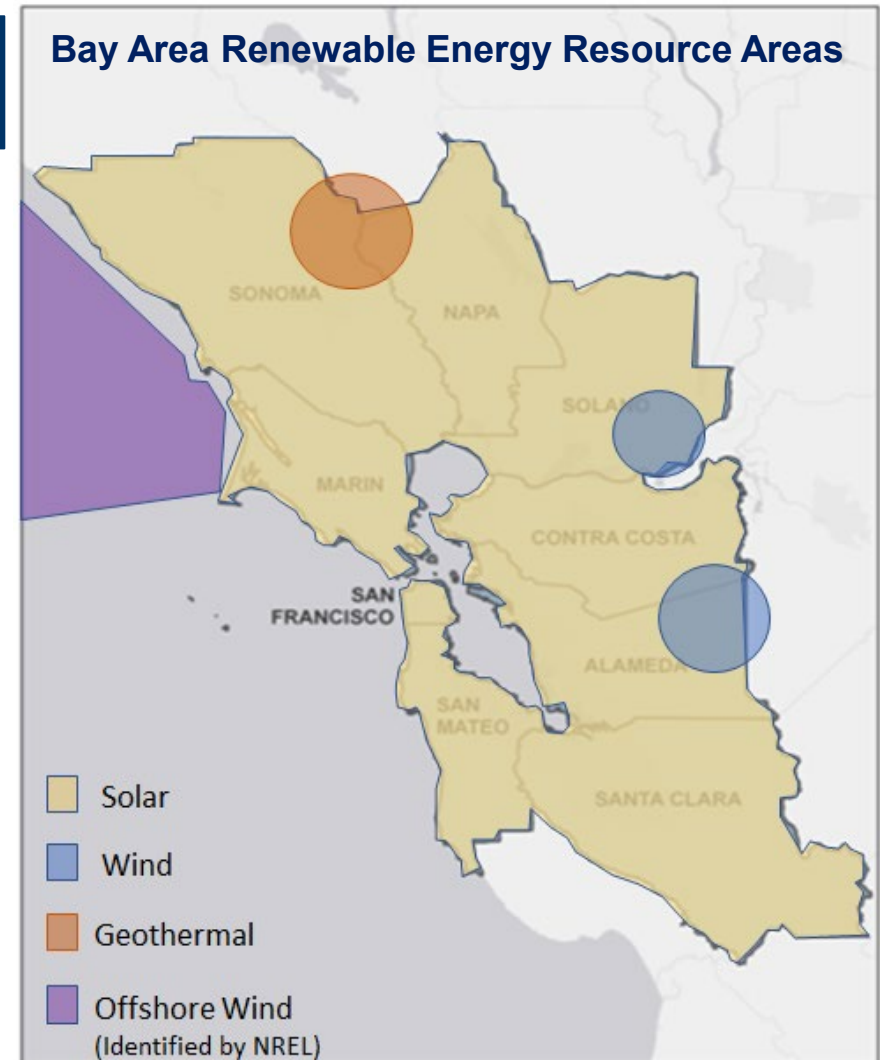 Bay Area Renewable Energy Resource Areas
SONOMA
NAPA
SOLANO
MARIN
CONTRA COSTA
SAN
FRANCISCO
ALAMEDA
SAN
MATEO
SANTA CLARA
Solar
Wind
Geothermal
Offshore Wind
(Identified by NREL)